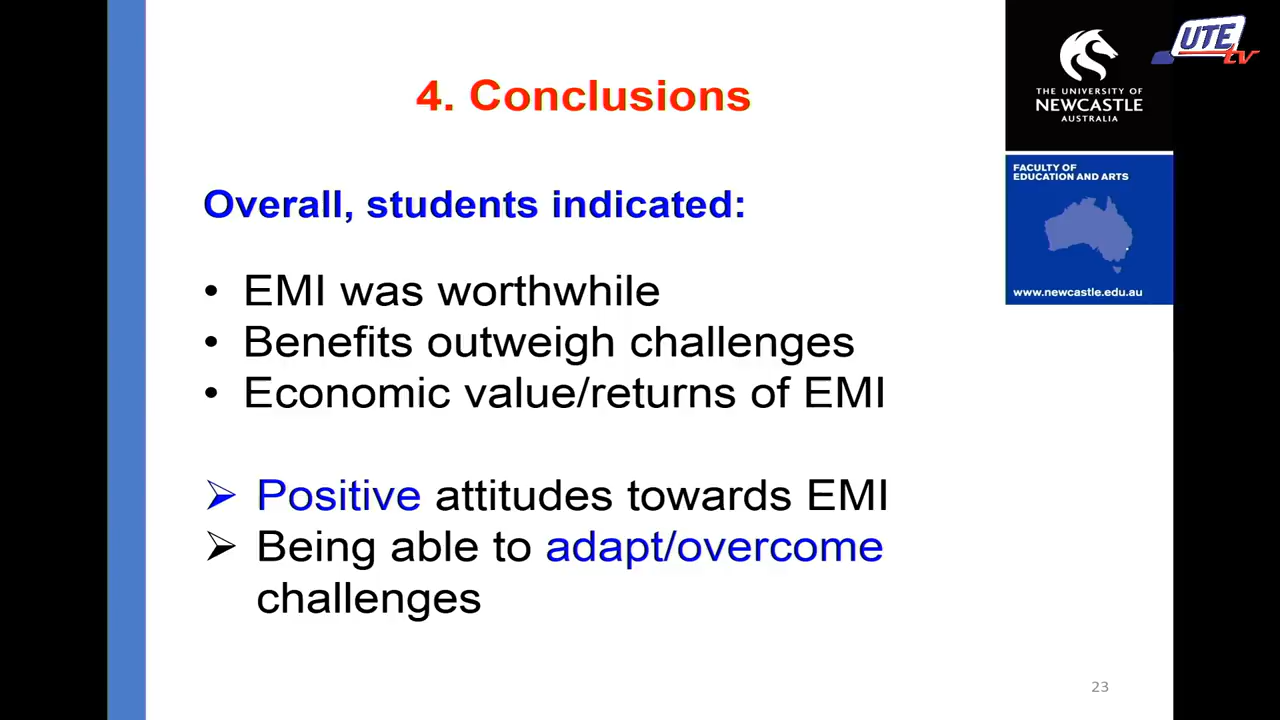 4. Conclusions
Overall, students indicated:
• EMI was worthwhile
• Benefits outweigh challenges
• Economic value/returns of EMI
➢ Positive attitudes towards EMI
➢ Being able to adapt/overcome
challenges
THE UNIVERSITY OF
NEWCASTLE
AUSTRALIA
UTE
tv
FACULTY OF
EDUCATION AND ARTS
www.newcastle.edu.au
23